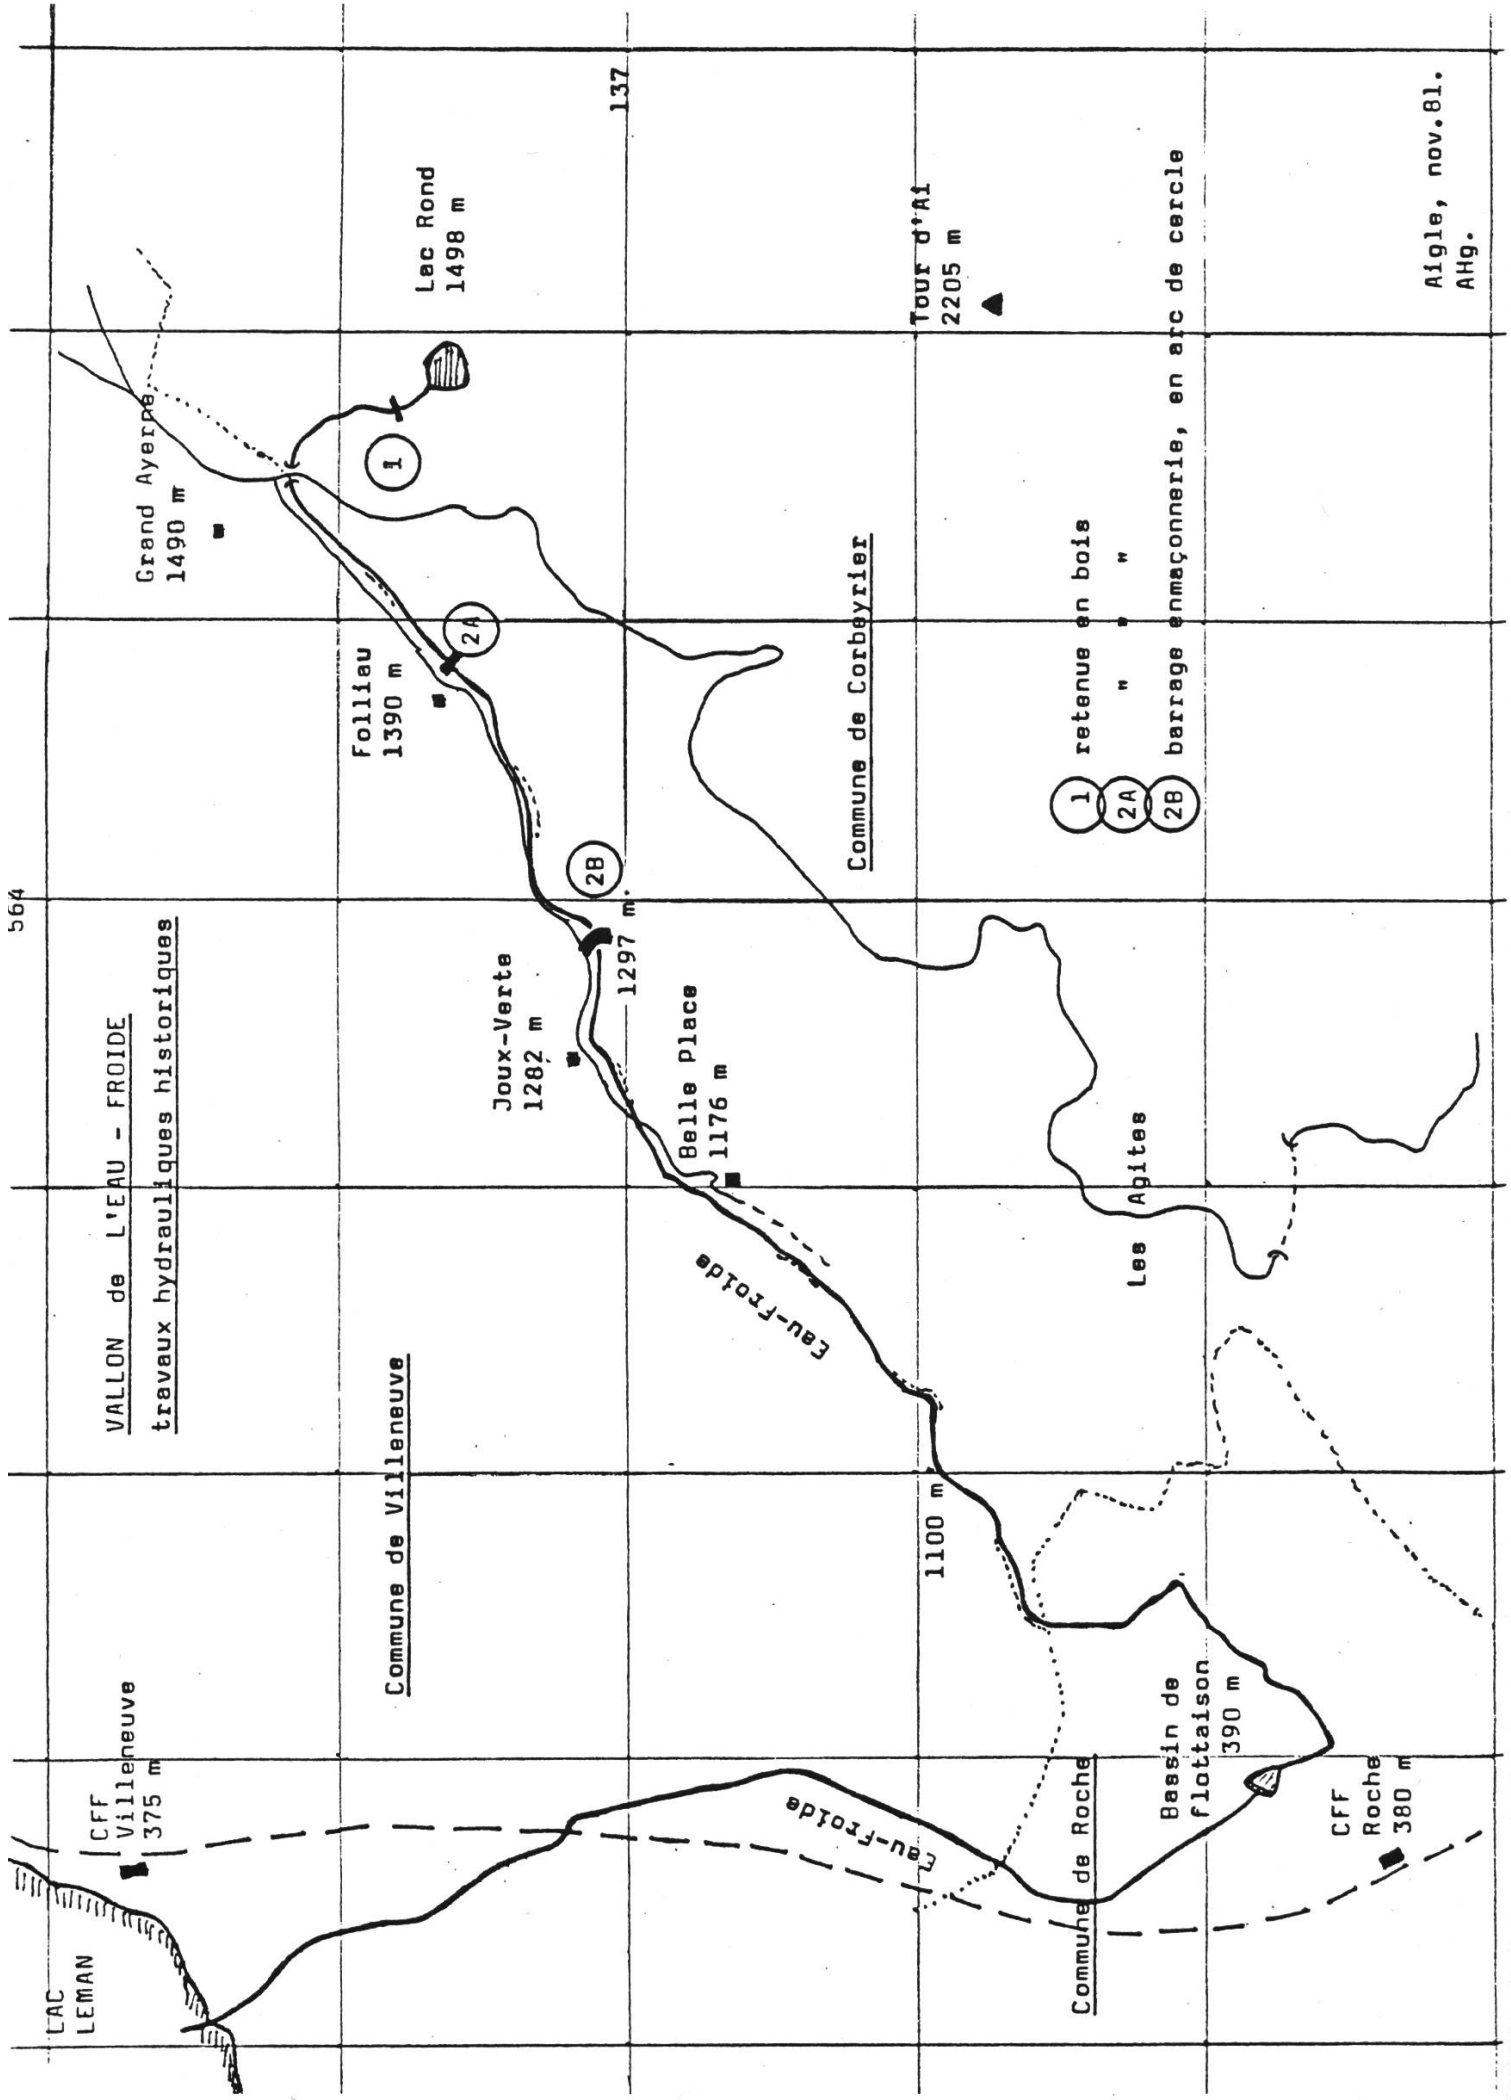 VALLON de L'EAU - FROIDE
travaux hydrauliques historiques
564
LAC
LEMAN
CFF
Villeneuve
375 m
Commune de Villeneuve
Joux-Verte
1282 m
Folliau
1390 m
Grand Ayerne
1490 m
Lac Rond
1498 m
137
1
2A
2B
1297 m.
Belle Place
1176 m
Eau-Froide
Eau-Froide
1100 m
Commune de Corbeyrier
Tour d'Aï
2205 m
Les Agites
Commune de Roche
Bassin de
flottaison
390 m
CFF
Roche
380 m
1 retenue en bois
2A " " "
2B barrage enmaçonnerie, en arc de cercle
Aigle, nov.81.
AHg.